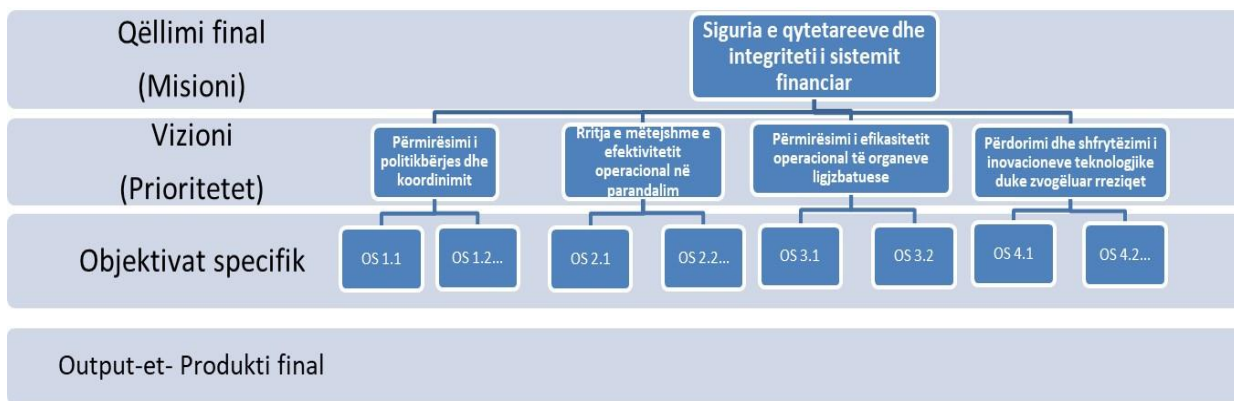 Qëllimi final
(Misioni)
Siguria e qytetareeve dhe
integriteti i sistemit
financiar
Vizioni
(Prioritetet)
Përmirësimi i
politikbërjes dhe
koordinimit
Rritja e mëtejshme e
efektivitetit
operacional në
parandalim
Përmirësimi i efikasitetit
operacional të organeve
ligjzbatuese
Përdorimi dhe shfrytëzimi i
inovacioneve teknologjike
duke zvogëluar rreziqet
Objektivat specifik
OS 1.1
OS 1.2...
OS 2.1
OS 2.2...
OS 3.1
OS 3.2
OS 4.1
OS 4.2...
Output-et- Produkti final